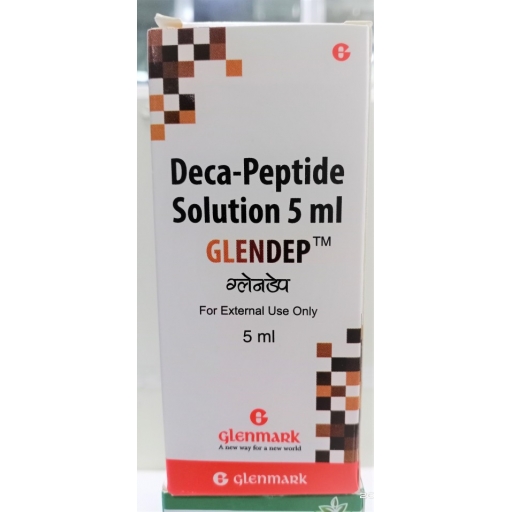 Deca-Peptide
Solution 5 ml
GLENDEP™
ग्लेनडेप
For External Use Only
5 ml
glenmark
A new way for a new world
glenmark